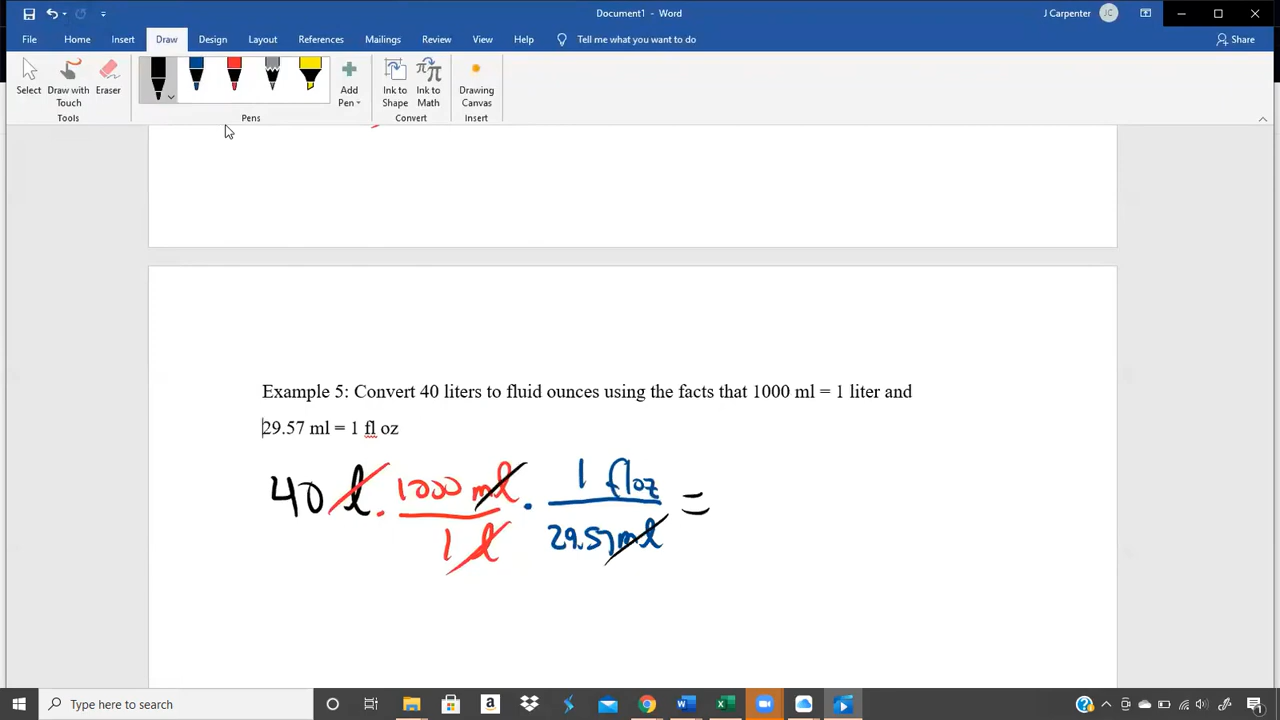 Document1 - Word
J Carpenter
JC
File Home Insert Draw Design Layout References Mailings Review View Help Tell me what you want to do Share
Select
Draw with Touch
Eraser
Add Pen
Ink to Shape
Ink to Math
Drawing Canvas
Tools Pens Convert Insert
Example 5: Convert 40 liters to fluid ounces using the facts that 1000 ml = 1 liter and
29.57 ml = 1 fl oz
40 l · 1000 ml / 1 l · 1 fl oz / 29.57 ml =
Type here to search